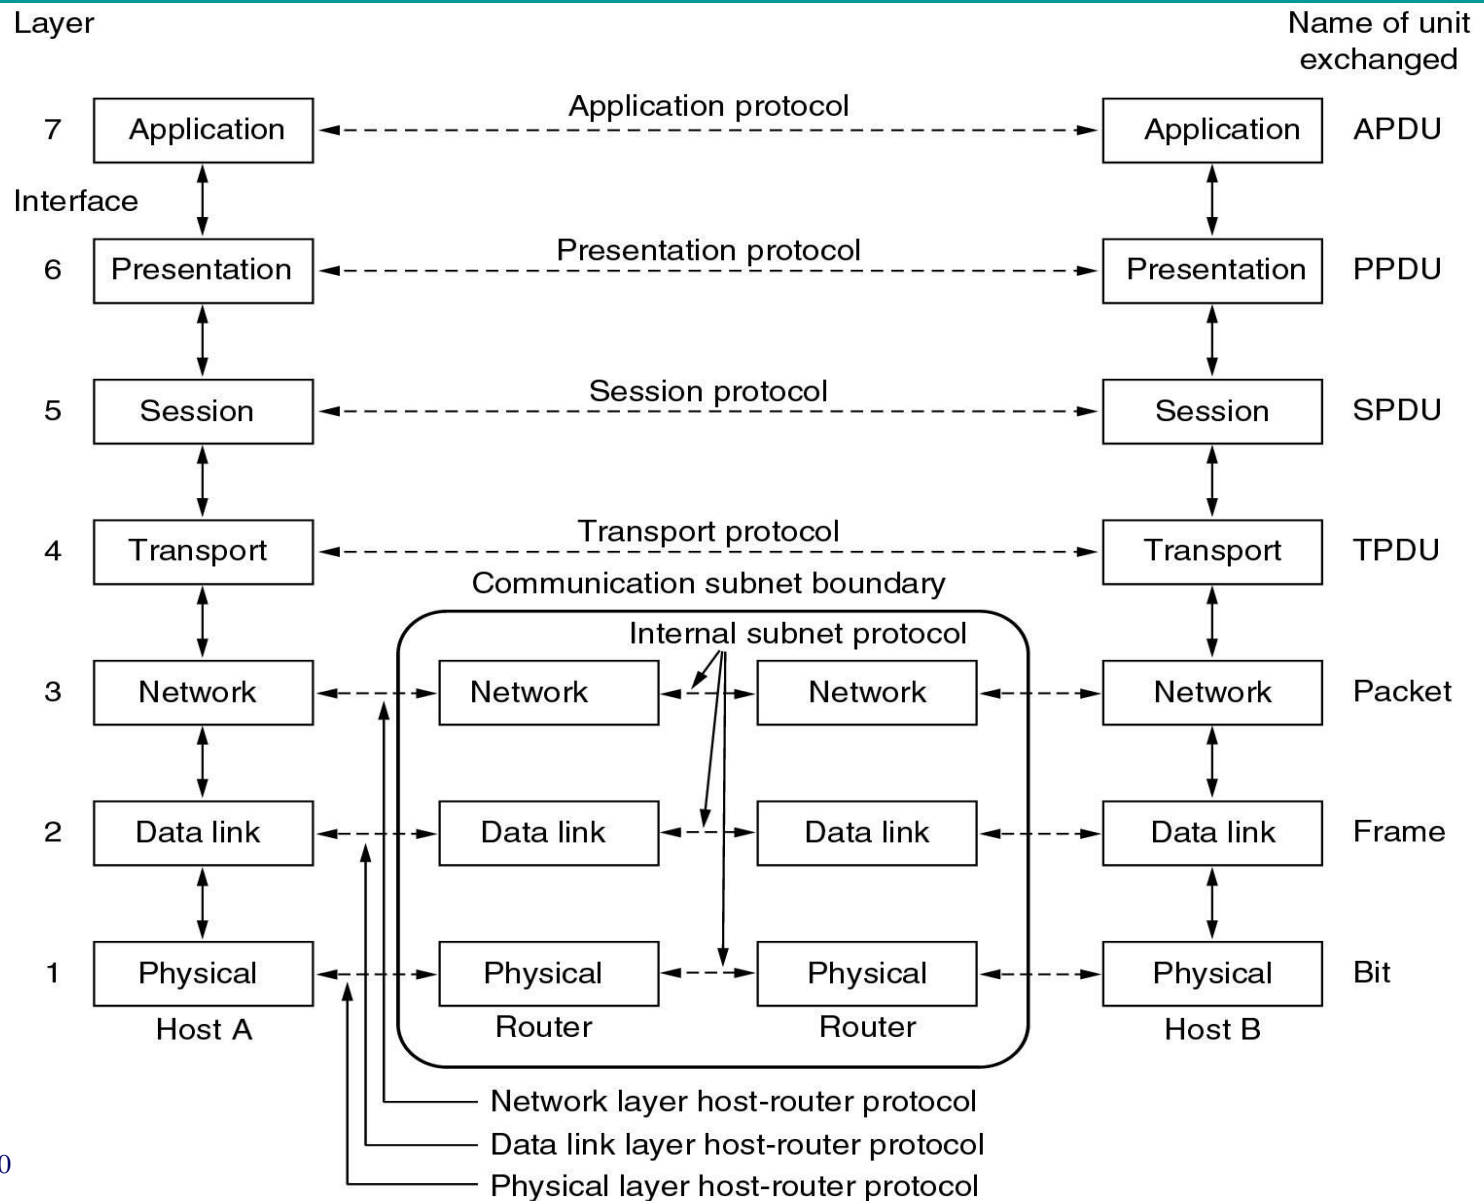 Layer
Name of unit
exchanged
7
Application
Application protocol
Application
APDU
Interface
6
Presentation
Presentation protocol
Presentation
PPDU
5
Session
Session protocol
Session
SPDU
4
Transport
Transport protocol
Transport
TPDU
Communication subnet boundary
Internal subnet protocol
3
Network
Network
Network
Network
Packet
2
Data link
Data link
Data link
Data link
Frame
1
Physical
Physical
Physical
Physical
Bit
Host A
Router
Router
Host B
Network layer host-router protocol
Data link layer host-router protocol
0
Physical layer host-router protocol